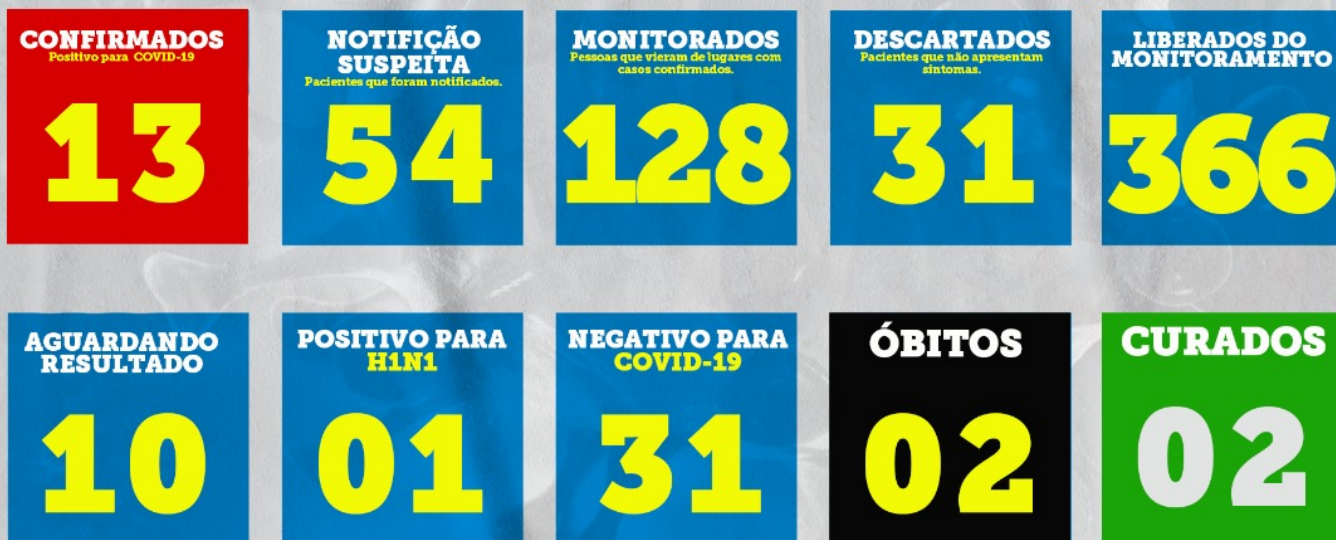 CONFIRMADOS
Positivo para COVID-19
13
NOTIFIÇÃO
SUSPEITA
Pacientes que foram notificados.
54
MONITORADOS
Pessoas que vieram de lugares com
casos confirmados.
128
DESCARTADOS
Pacientes que não apresentam
sintomas.
31
LIBERADOS DO
MONITORAMENTO
366
AGUARDANDO
RESULTADO
10
POSITIVO PARA
H1N1
01
NEGATIVO PARA
COVID-19
31
ÓBITOS
02
CURADOS
02